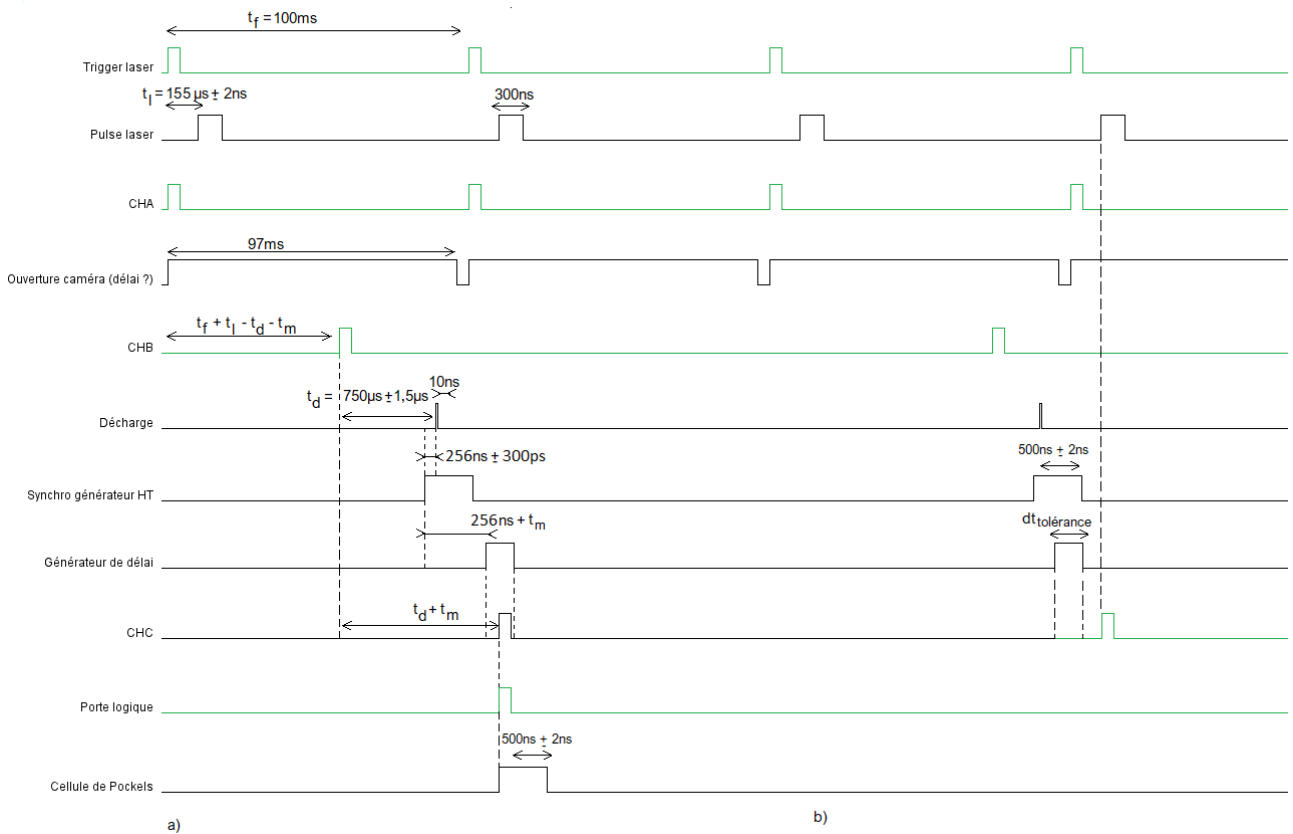 t_f = 100ms
Trigger laser
t_l = 155 µs ± 2ns
300ns
Pulse laser
CHA
97ms
Ouverture caméra (délai ?)
t_f + t_l - t_d - t_m
CHB
10ns
t_d = 750µs ± 1,5µs
Décharge
256ns ± 300ps
500ns ± 2ns
Synchro générateur HT
256ns + t_m
dt_tolérance
Générateur de délai
t_d + t_m
CHC
Porte logique
500ns ± 2ns
Cellule de Pockels
a)
b)